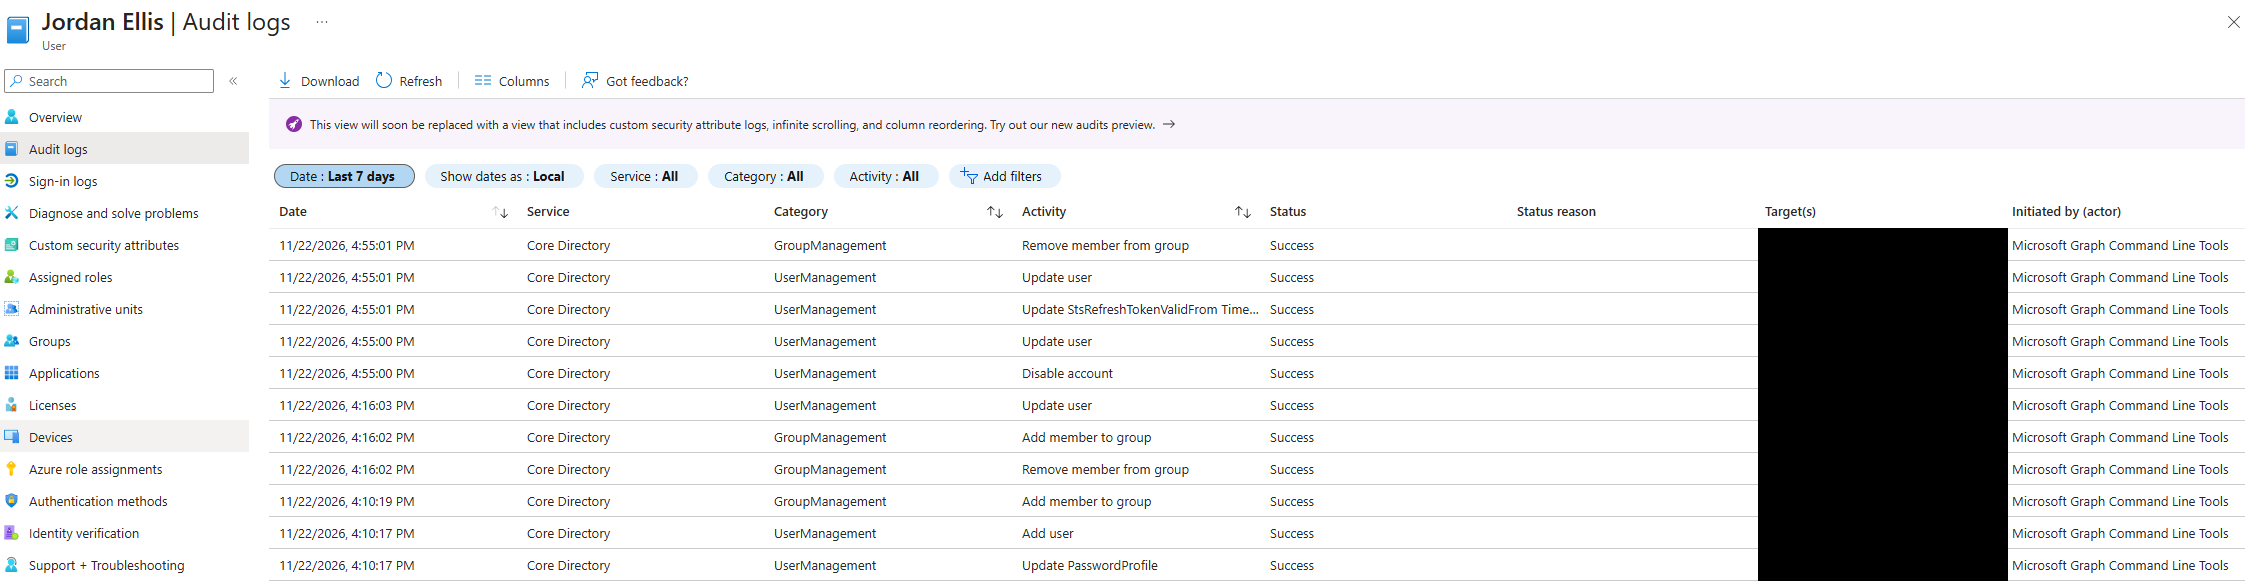 Jordan Ellis | Audit logs ...
User
Search
Overview
Audit logs
Sign-in logs
Diagnose and solve problems
Custom security attributes
Assigned roles
Administrative units
Groups
Applications
Licenses
Devices
Azure role assignments
Authentication methods
Identity verification
Support + Troubleshooting
Download Refresh Columns Got feedback?
This view will soon be replaced with a view that includes custom security attribute logs, infinite scrolling, and column reordering. Try out our new audits preview. →
Date : Last 7 days Show dates as : Local Service : All Category : All Activity : All Add filters
Date Service Category Activity Status Status reason Target(s) Initiated by (actor)
11/22/2026, 4:55:01 PM Core Directory GroupManagement Remove member from group Success Microsoft Graph Command Line Tools
11/22/2026, 4:55:01 PM Core Directory UserManagement Update user Success Microsoft Graph Command Line Tools
11/22/2026, 4:55:01 PM Core Directory UserManagement Update StsRefreshTokenValidFrom Time... Success Microsoft Graph Command Line Tools
11/22/2026, 4:55:00 PM Core Directory UserManagement Update user Success Microsoft Graph Command Line Tools
11/22/2026, 4:55:00 PM Core Directory UserManagement Disable account Success Microsoft Graph Command Line Tools
11/22/2026, 4:16:03 PM Core Directory UserManagement Update user Success Microsoft Graph Command Line Tools
11/22/2026, 4:16:02 PM Core Directory GroupManagement Add member to group Success Microsoft Graph Command Line Tools
11/22/2026, 4:16:02 PM Core Directory GroupManagement Remove member from group Success Microsoft Graph Command Line Tools
11/22/2026, 4:10:19 PM Core Directory GroupManagement Add member to group Success Microsoft Graph Command Line Tools
11/22/2026, 4:10:17 PM Core Directory UserManagement Add user Success Microsoft Graph Command Line Tools
11/22/2026, 4:10:17 PM Core Directory UserManagement Update PasswordProfile Success Microsoft Graph Command Line Tools